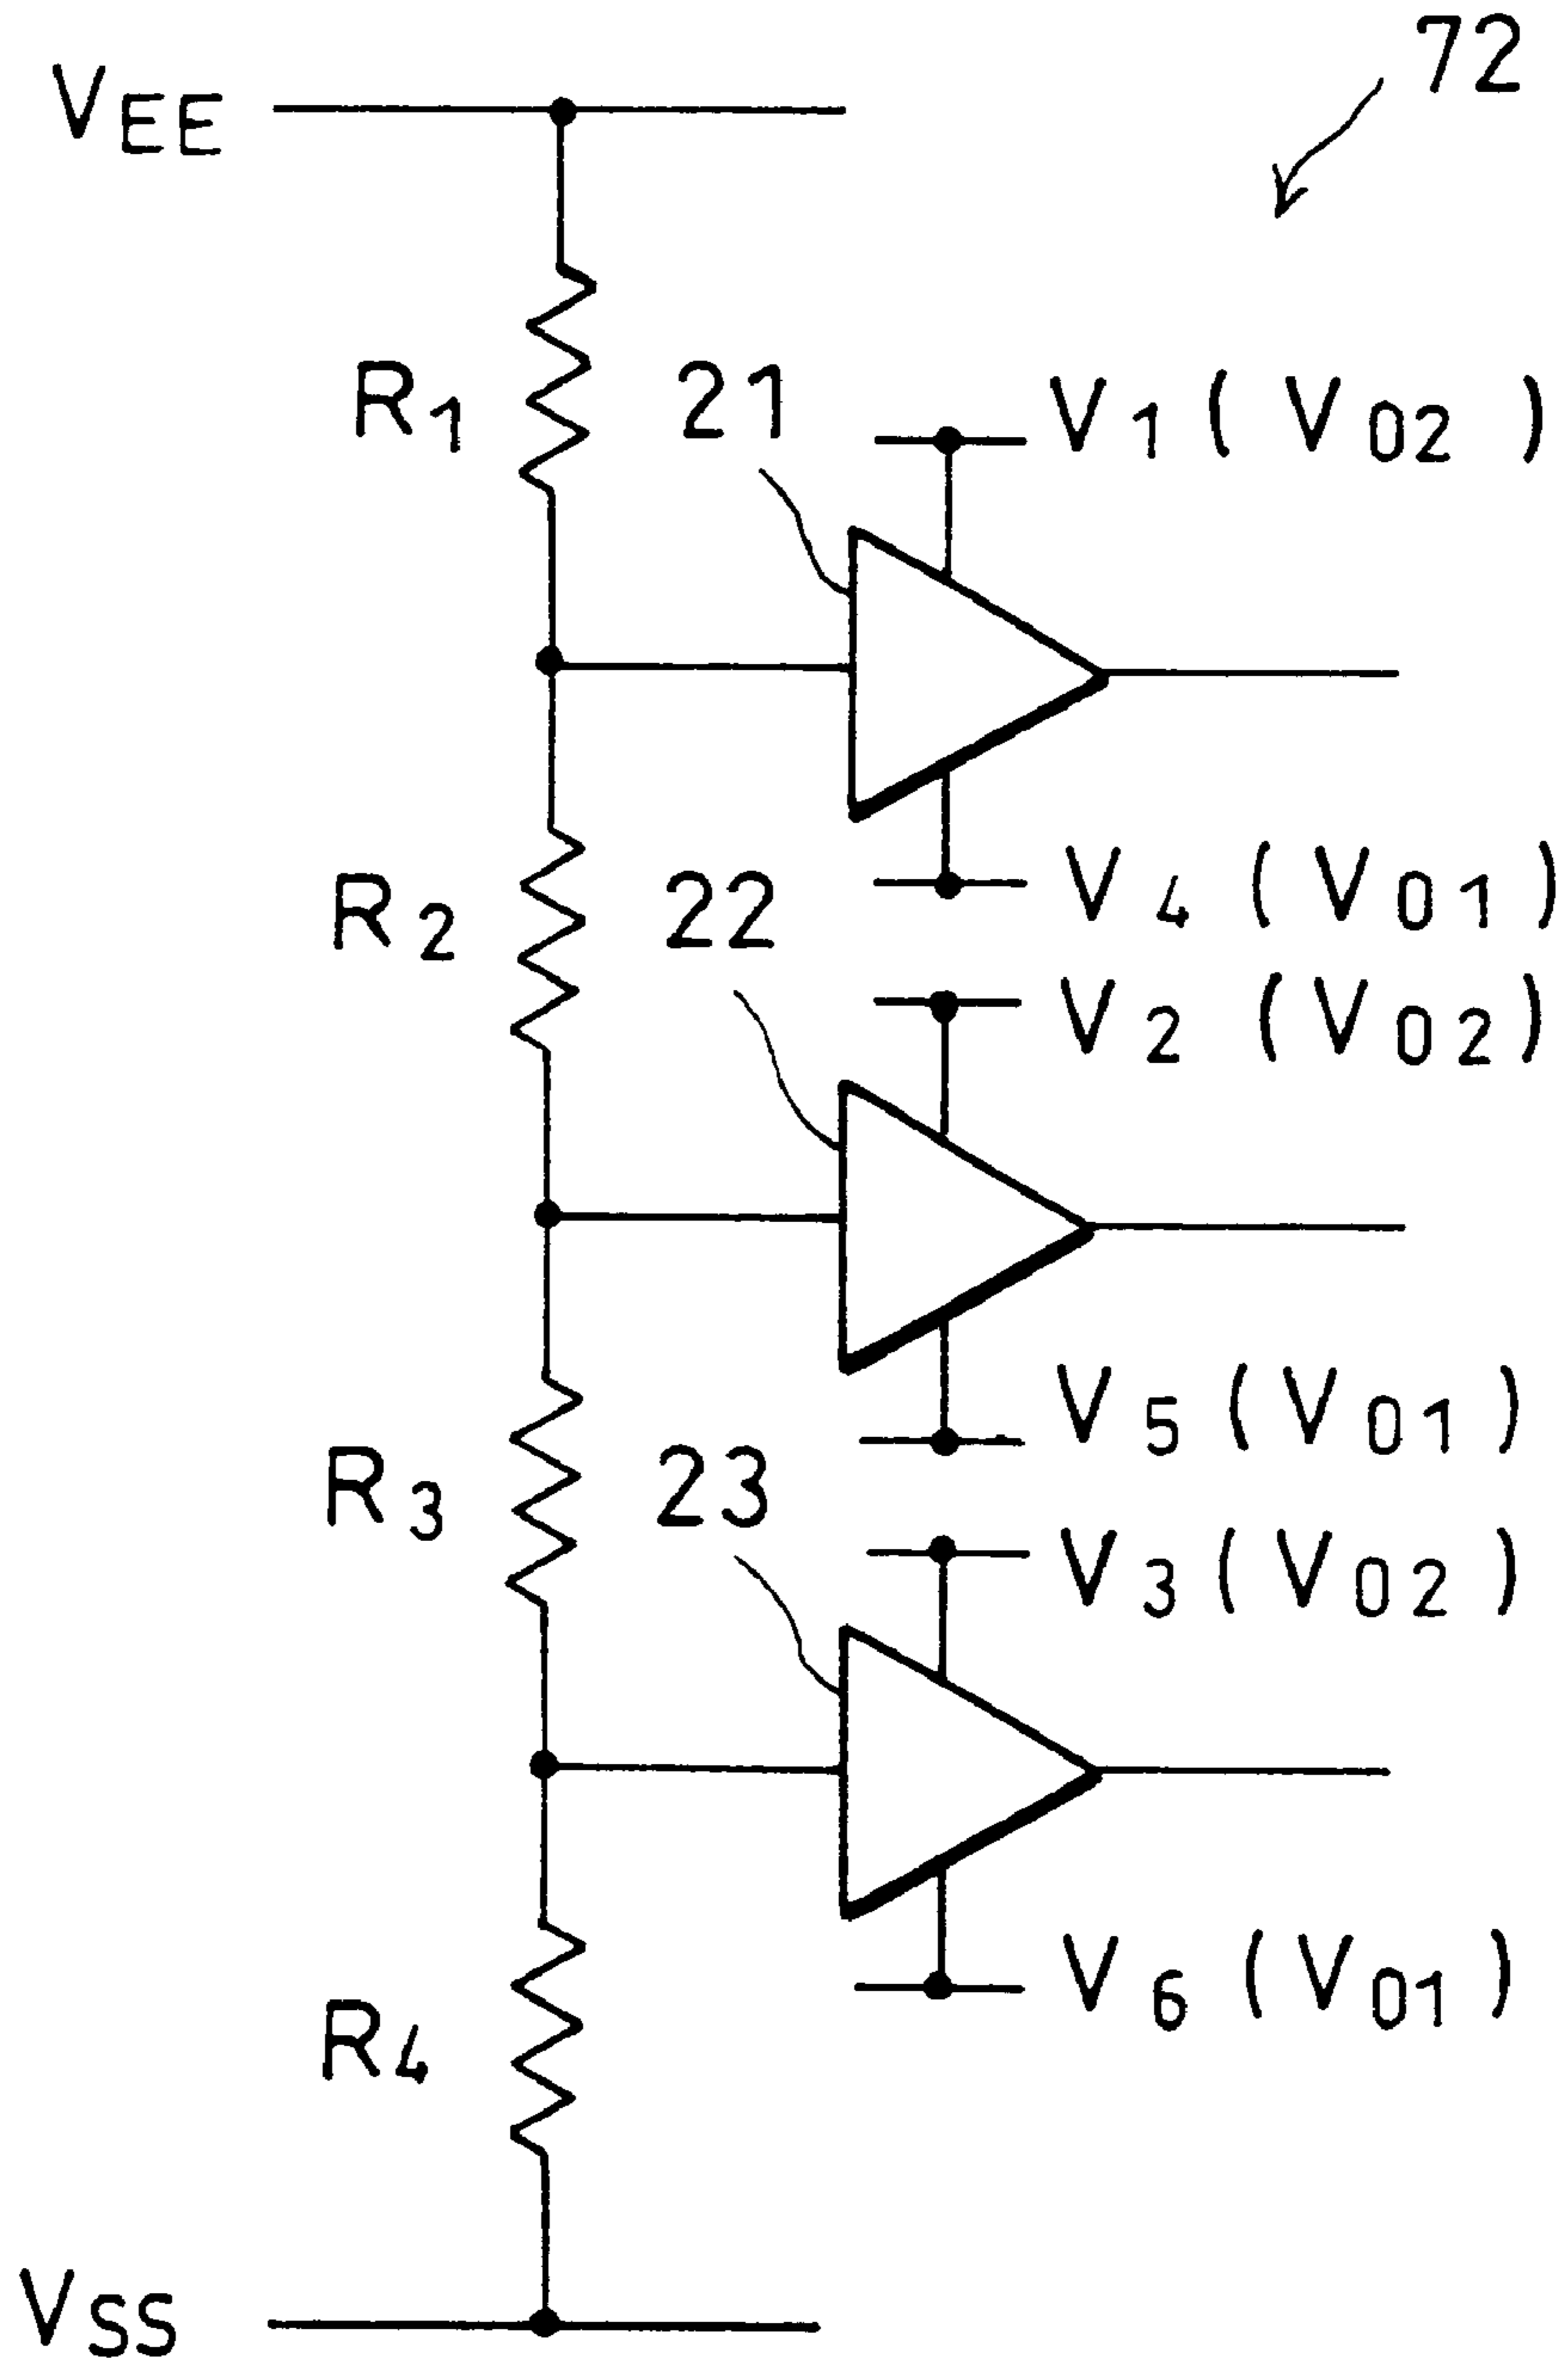 72
VEE
R1
21
V1 (V02)
R2
22
V4 (V01)
V2 (V02)
R3
23
V5 (V01)
V3 (V02)
R4
V6 (V01)
VSS